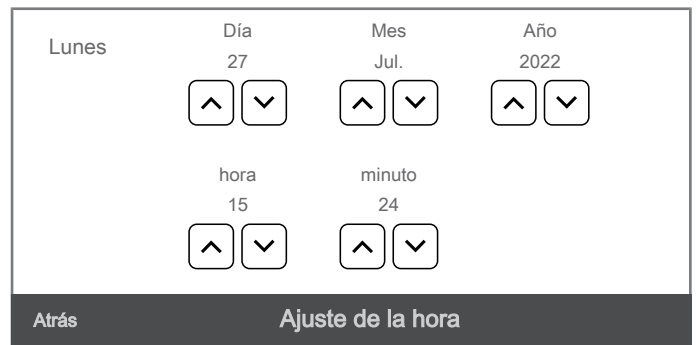 Lunes
Día Mes Año
27 Jul. 2022
hora minuto
15 24
Atrás Ajuste de la hora